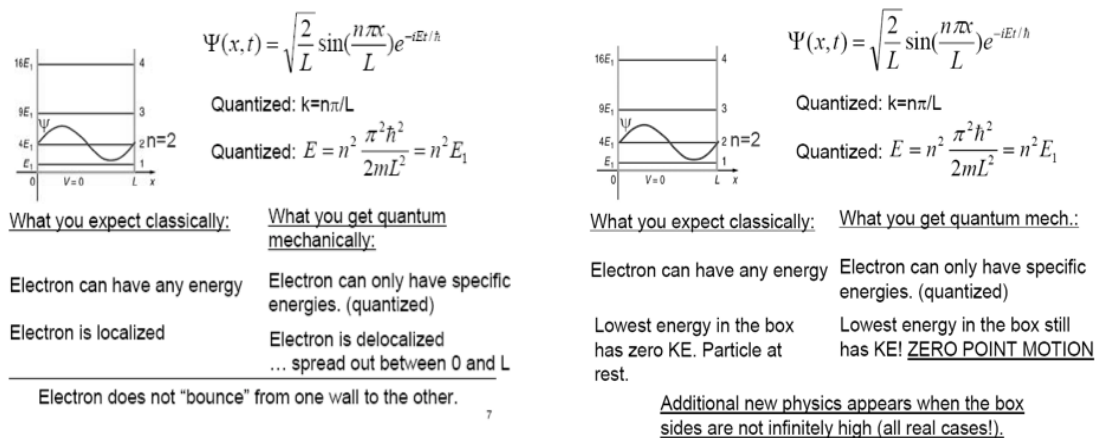 Ψ(x,t) = √(2/L) sin(nπx/L)e^{-iEt/ħ}
16E₁ 4
9E₁ 3
Ψ
4E₁ 2 n=2
E₁ 1
0 V=0 L x
Quantized: k=nπ/L
Quantized: E = n² π²ħ²/2mL² = n²E₁
What you expect classically:
What you get quantum
mechanically:
Electron can have any energy
Electron can only have specific
energies. (quantized)
Electron is localized
Electron is delocalized
… spread out between 0 and L
Electron does not “bounce” from one wall to the other.
7
Ψ(x,t) = √(2/L) sin(nπx/L)e^{-iEt/ħ}
16E₁ 4
9E₁ 3
Ψ
4E₁ 2 n=2
E₁ 1
0 V=0 L x
Quantized: k=nπ/L
Quantized: E = n² π²ħ²/2mL² = n²E₁
What you expect classically:
What you get quantum mech.:
Electron can have any energy
Electron can only have specific
energies. (quantized)
Lowest energy in the box
has zero KE. Particle at
rest.
Lowest energy in the box still
has KE! ZERO POINT MOTION
Additional new physics appears when the box
sides are not infinitely high (all real cases!).